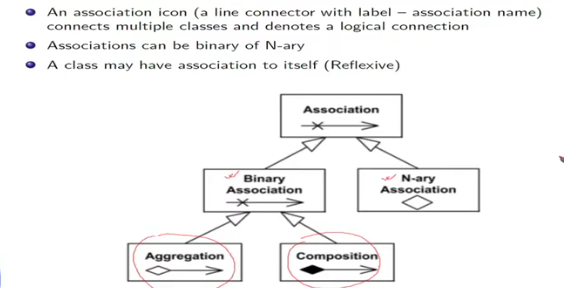 An association icon (a line connector with label – association name)
connects multiple classes and denotes a logical connection
Associations can be binary of N-ary
A class may have association to itself (Reflexive)
Association
Binary
Association
N-ary
Association
Aggregation
Composition